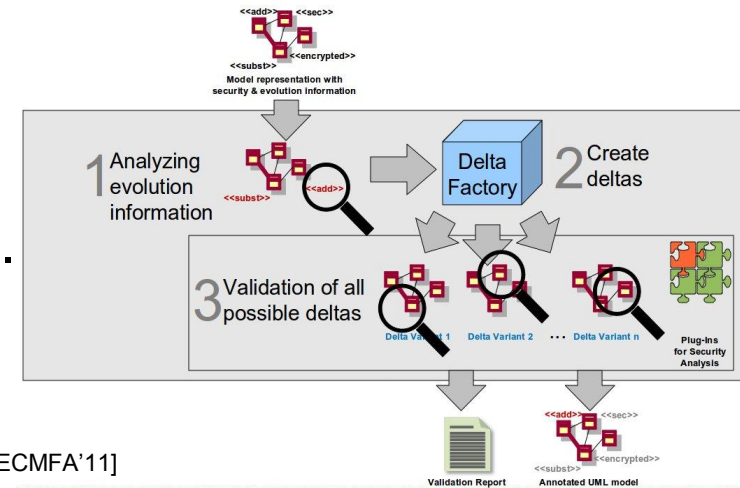 <<add>> <<sec>>
<<encrypted>>
<<subst>>
Model representation with
security & evolution information
1 Analyzing
evolution
information
<<subst>>
<<add>>
Delta
Factory
2 Create
deltas
3 Validation of all
possible deltas
Delta Variant 1 Delta Variant 2 ... Delta Variant n
Plug-Ins
for Security
Analysis
<<add>> <<sec>>
<<encrypted>>
<<subst>>
ECMFA'11]
Validation Report Annotated UML model